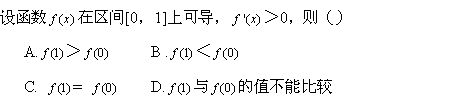 设函数f(x)在区间[0，1]上可导，f'(x)＞0，则（ ）
A. f(1)＞f(0)    B .f(1)＜f(0)
C. f(1)= f(0)    D.f(1)与f(0)的值不能比较